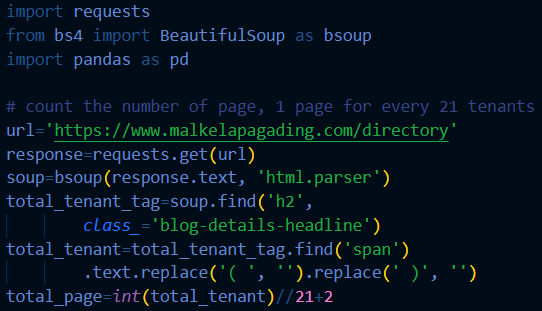 import requests
from bs4 import BeautifulSoup as bsoup
import pandas as pd

# count the number of page, 1 page for every 21 tenants
url='https://www.malkelapagading.com/directory'
response=requests.get(url)
soup=bsoup(response.text, 'html.parser')
total_tenant_tag=soup.find('h2',
        class_='blog-details-headline')
total_tenant=total_tenant_tag.find('span')
        .text.replace('( ', '').replace(' )', '')
total_page=int(total_tenant)//21+2